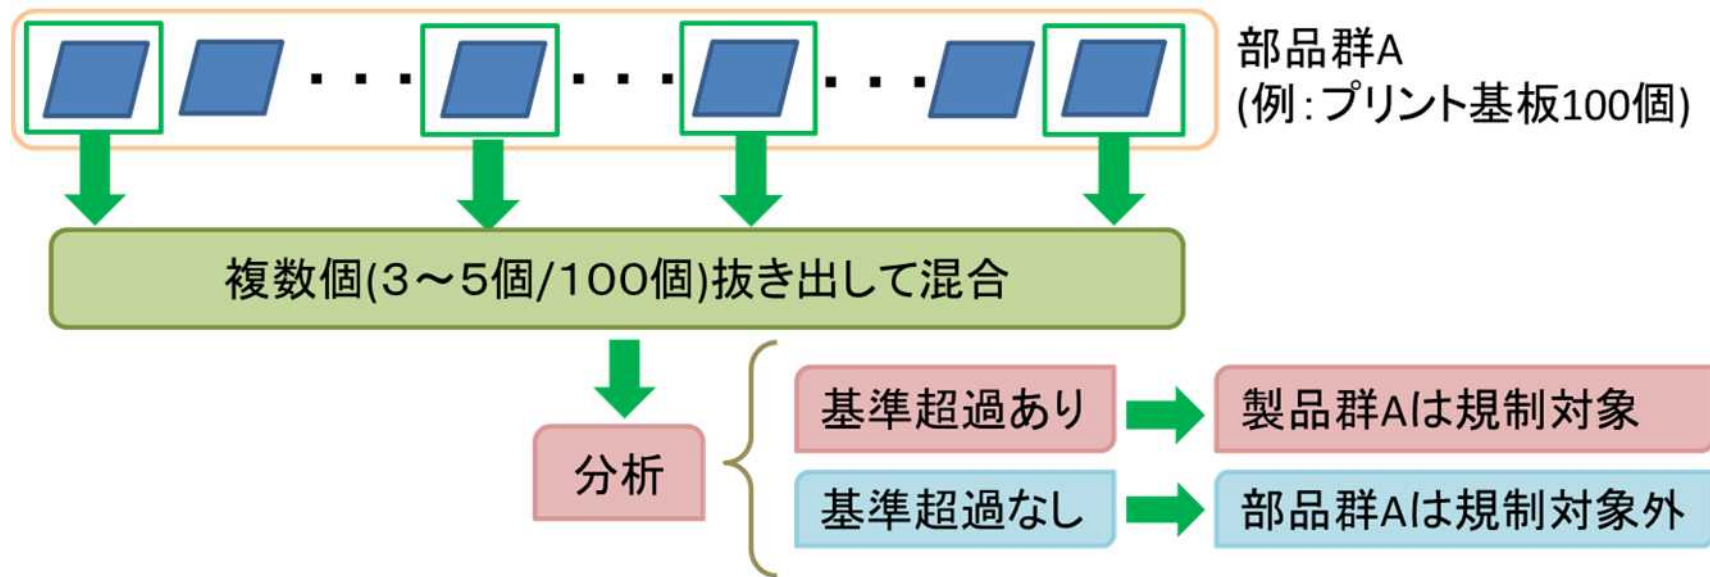 部品群A
(例：プリント基板100個)
複数個(３～５個/１００個)抜き出して混合
分析
基準超過あり
製品群Aは規制対象
基準超過なし
部品群Aは規制対象外